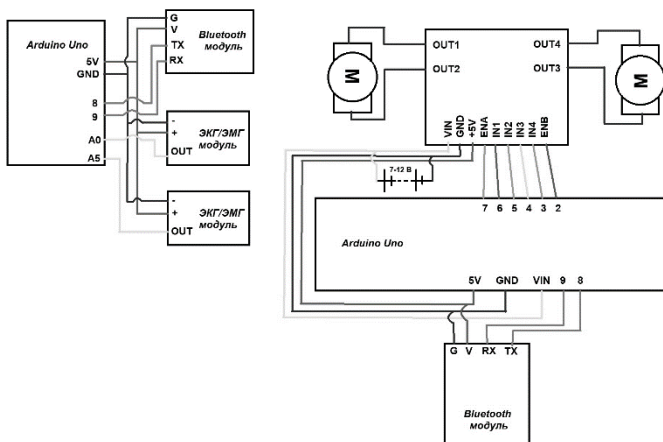 Arduino Uno
5V
GND
8
9
A0
A5
G
V
TX
RX
Bluetooth
модуль
-
+
OUT
ЭКГ/ЭМГ
модуль
-
+
OUT
ЭКГ/ЭМГ
модуль
M
OUT1
OUT2
OUT4
OUT3
M
VIN
GND
+5V
ENA
IN1
IN2
IN3
IN4
ENB
7-12 В
7 6 5 4 3 2
Arduino Uno
5V GND VIN 9 8
G V RX TX
Bluetooth
модуль